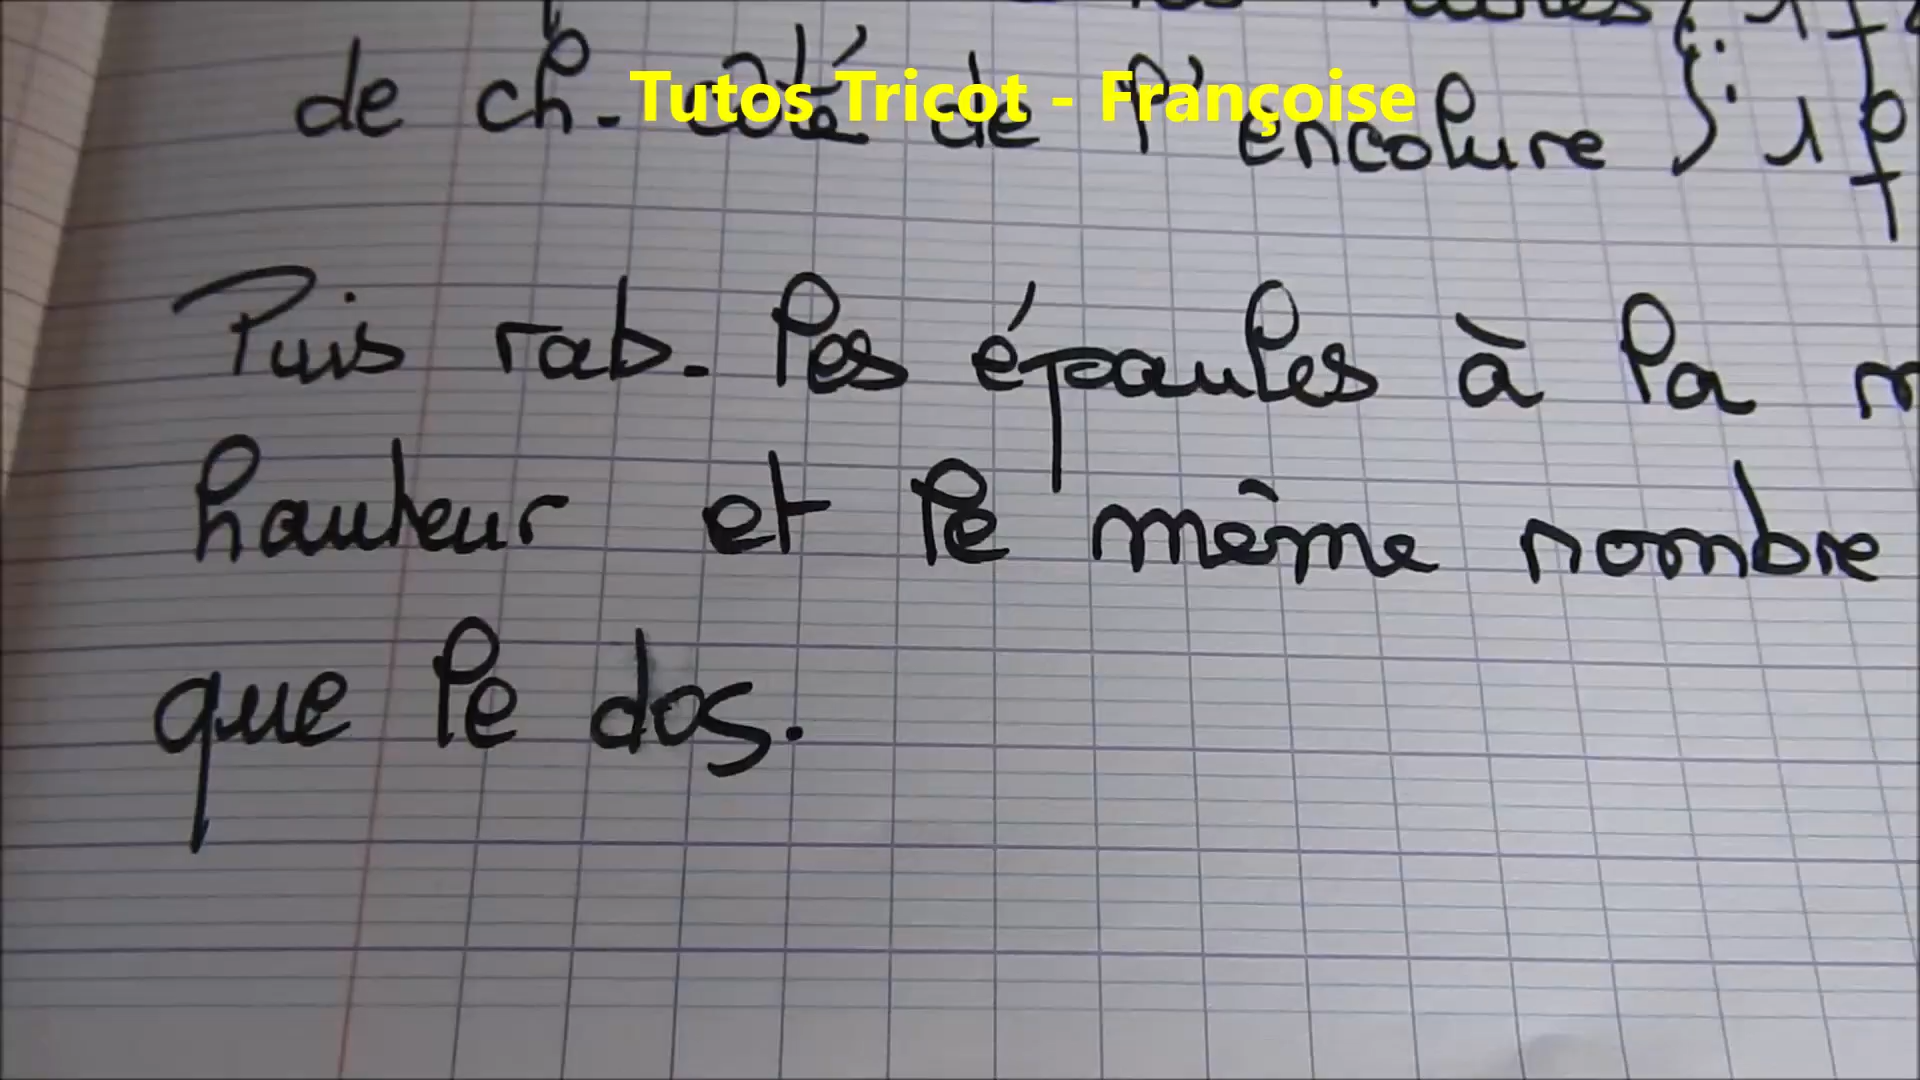 Tutos Tricot - Françoise
de ch. côté de l'encolure
Puis rab. les épaules à la
hauteur et le même nombre
que le dos.